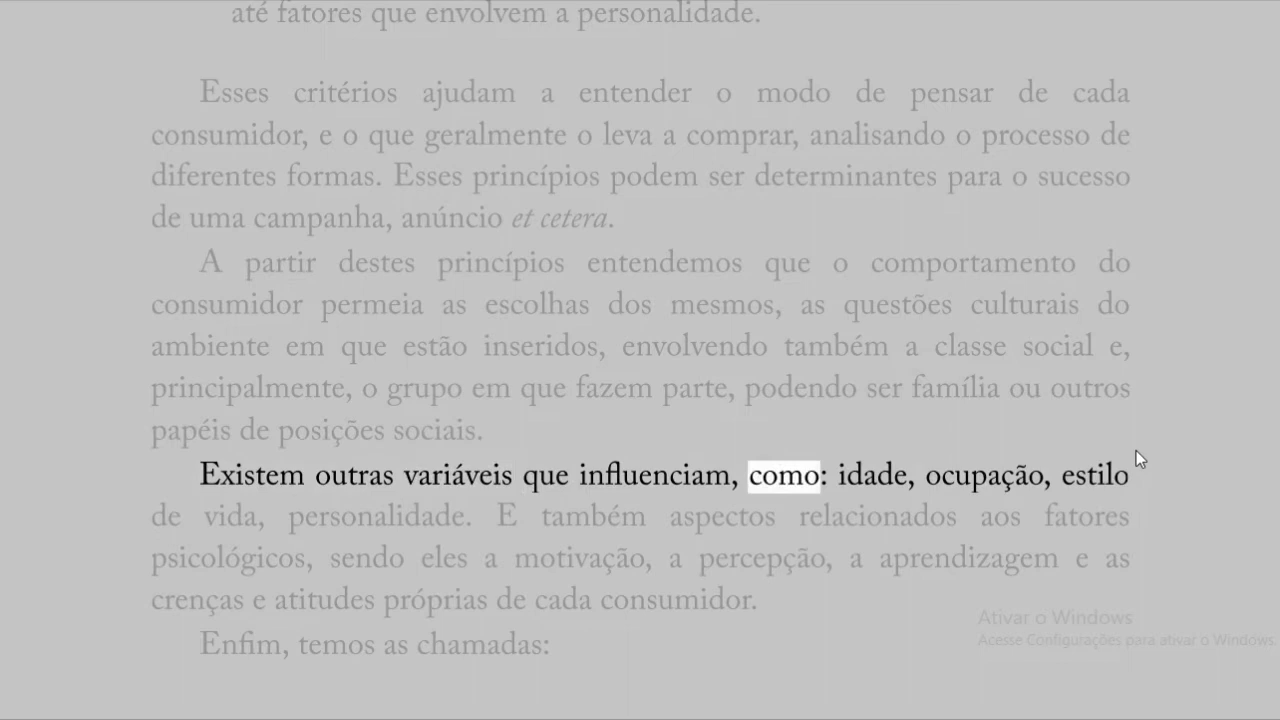 até fatores que envolvem a personalidade.
Esses critérios ajudam a entender o modo de pensar de cada
consumidor, e o que geralmente o leva a comprar, analisando o processo de
diferentes formas. Esses princípios podem ser determinantes para o sucesso
de uma campanha, anúncio et cetera.
A partir destes princípios entendemos que o comportamento do
consumidor permeia as escolhas dos mesmos, as questões culturais do
ambiente em que estão inseridos, envolvendo também a classe social e,
principalmente, o grupo em que fazem parte, podendo ser família ou outros
papéis de posições sociais.
Existem outras variáveis que influenciam, como: idade, ocupação, estilo
de vida, personalidade. E também aspectos relacionados aos fatores
psicológicos, sendo eles a motivação, a percepção, a aprendizagem e as
crenças e atitudes próprias de cada consumidor.
Enfim, temos as chamadas:
Ativar o Windows
Acesse Configurações para ativar o Windows.